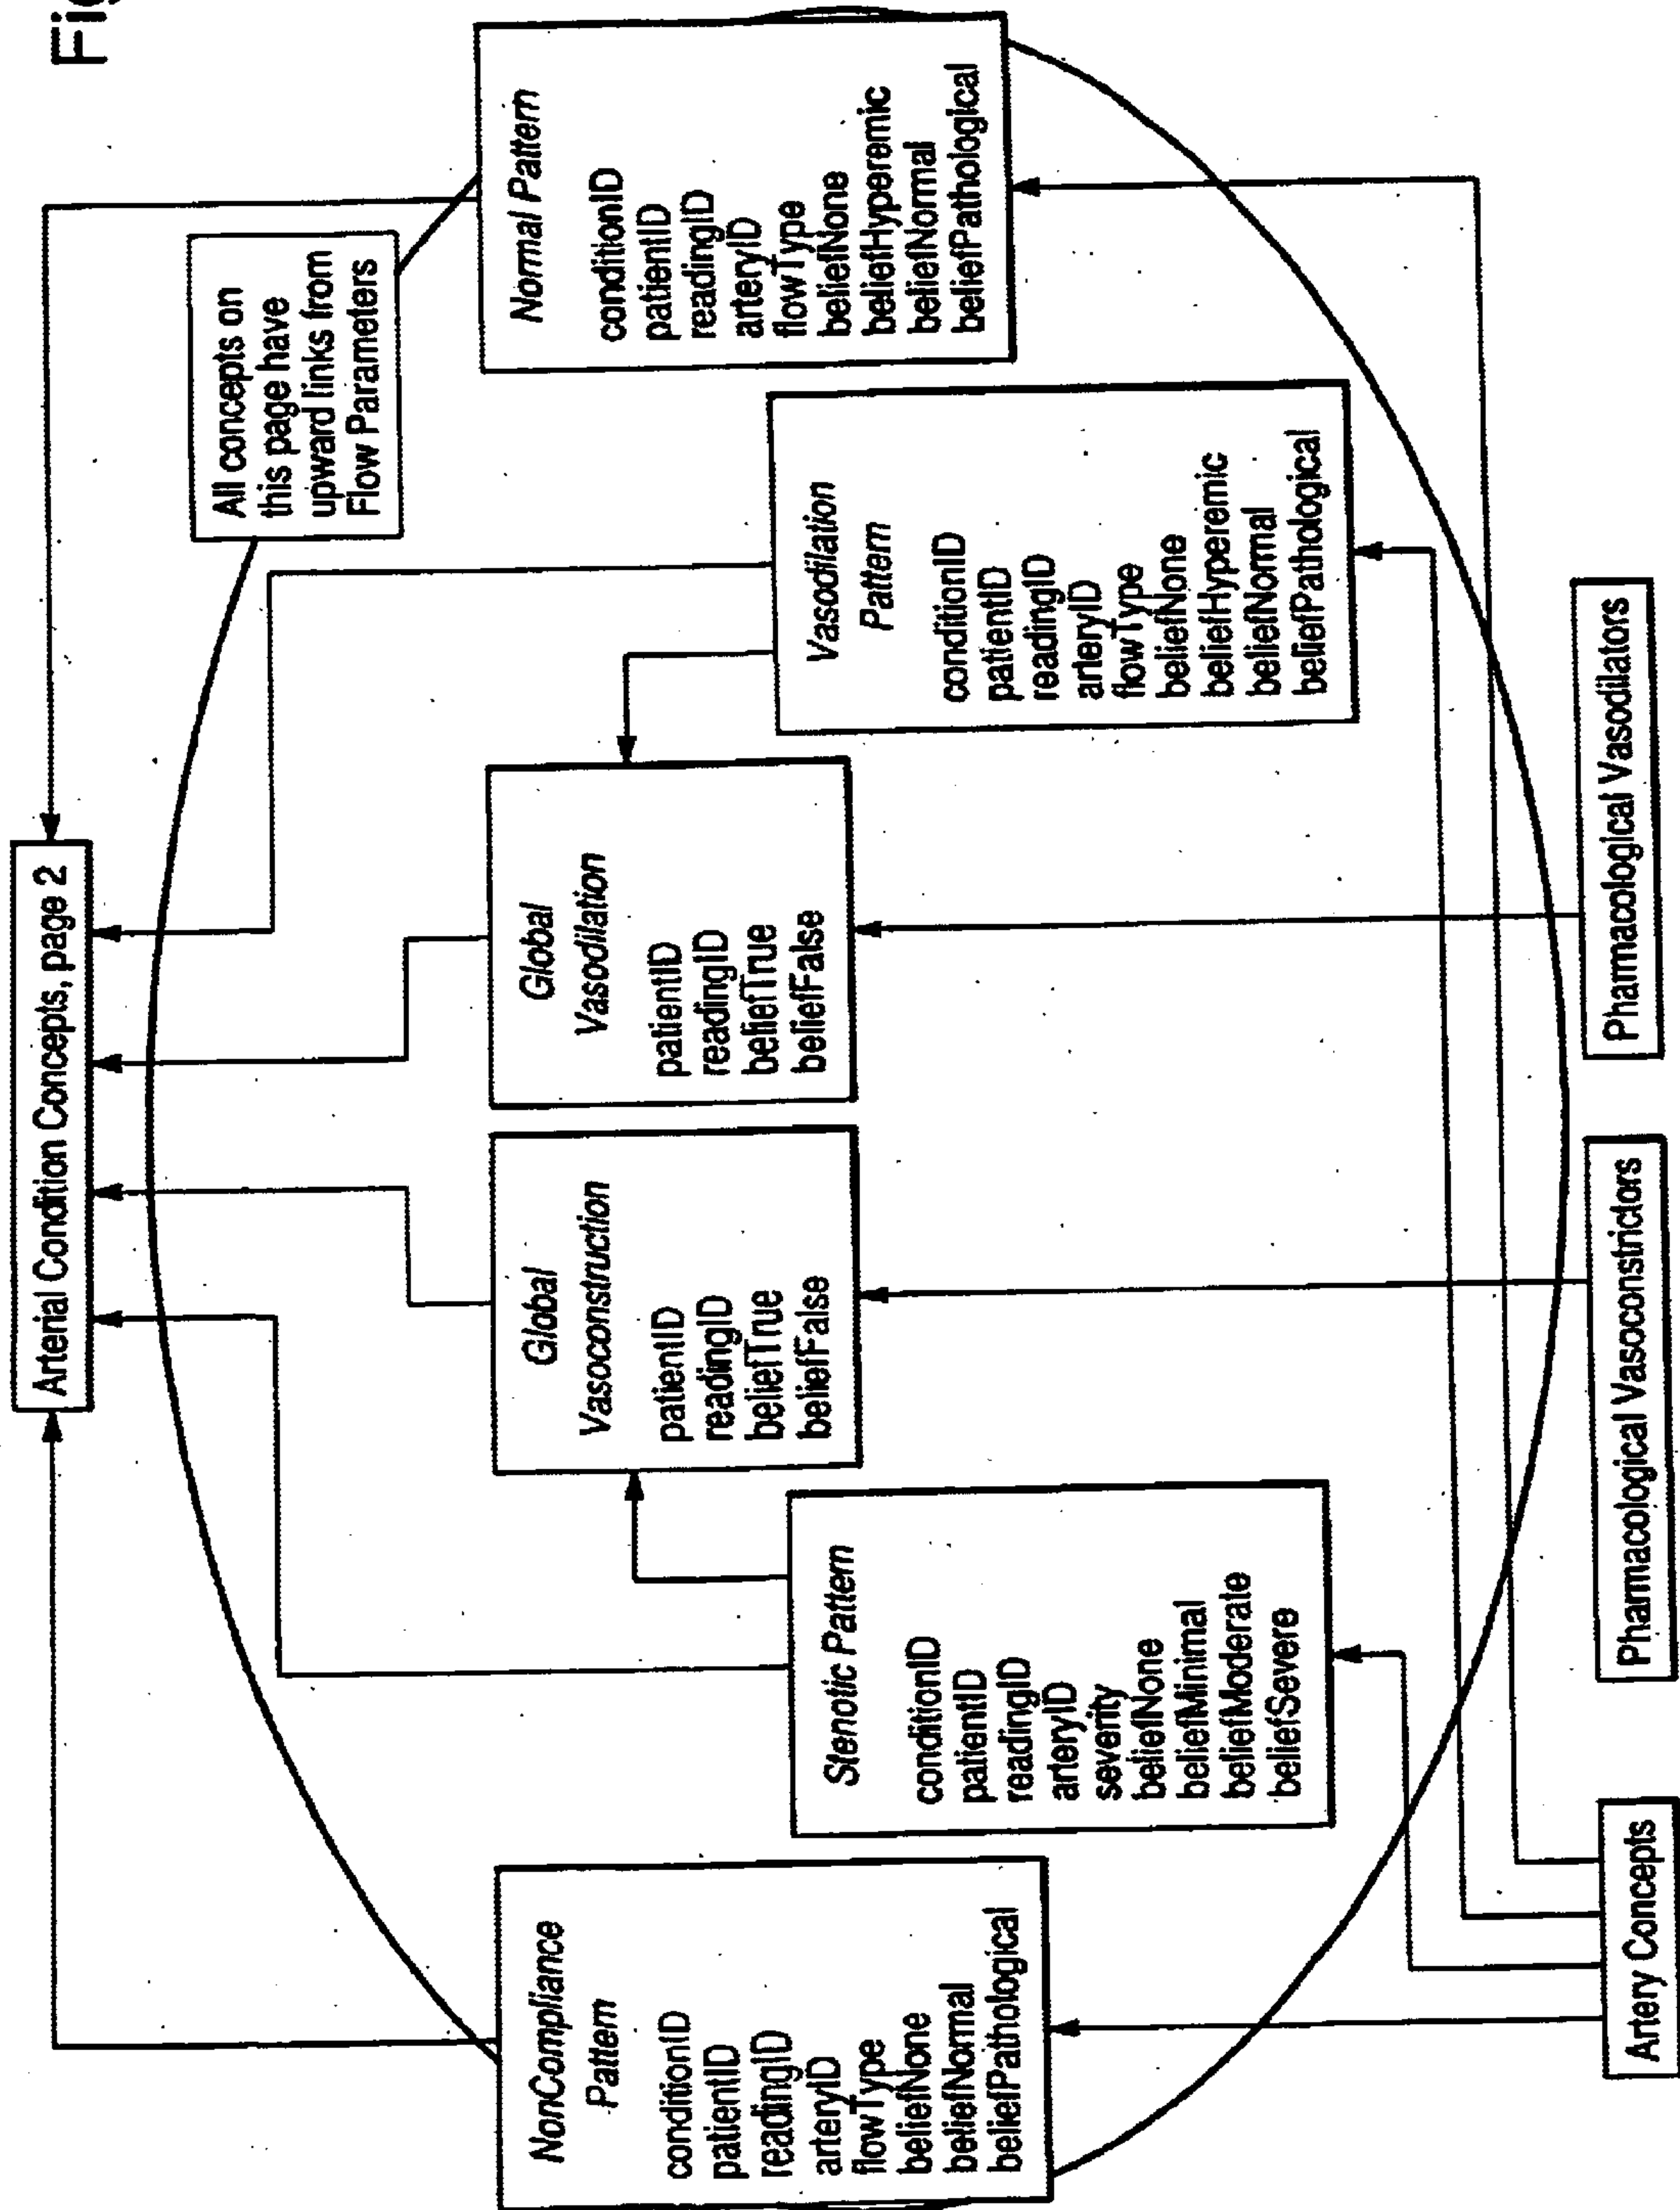 Fig
Arterial Condition Concepts, page 2
All concepts on
this page have
upward links from
Flow Parameters
NonCompliance
Pattern
conditionID
patientID
readingID
arteryID
flowType
beliefNone
beliefNormal
beliefPathological
Stenotic Pattern
conditionID
patientID
readingID
arteryID
severity
beliefNone
beliefMinimal
beliefModerate
beliefSevere
Global
Vasoconstruction
patientID
readingID
beliefTrue
beliefFalse
Global
Vasodilation
patientID
readingID
beliefTrue
beliefFalse
Vasodilation
Pattern
conditionID
patientID
readingID
arteryID
flowType
beliefNone
beliefHyperemic
beliefNormal
beliefPathological
Normal Pattern
conditionID
patientID
readingID
arteryID
flowType
beliefNone
beliefHyperemic
beliefNormal
beliefPathological
Artery Concepts
Pharmacological Vasoconstrictors
Pharmacological Vasodilators